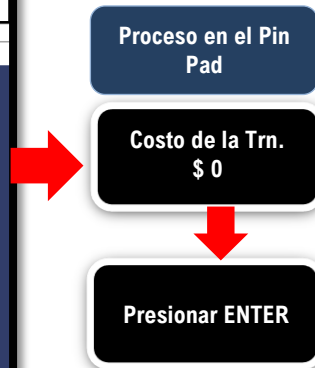 Proceso en el Pin
Pad
Costo de la Trn.
$ 0
Presionar ENTER